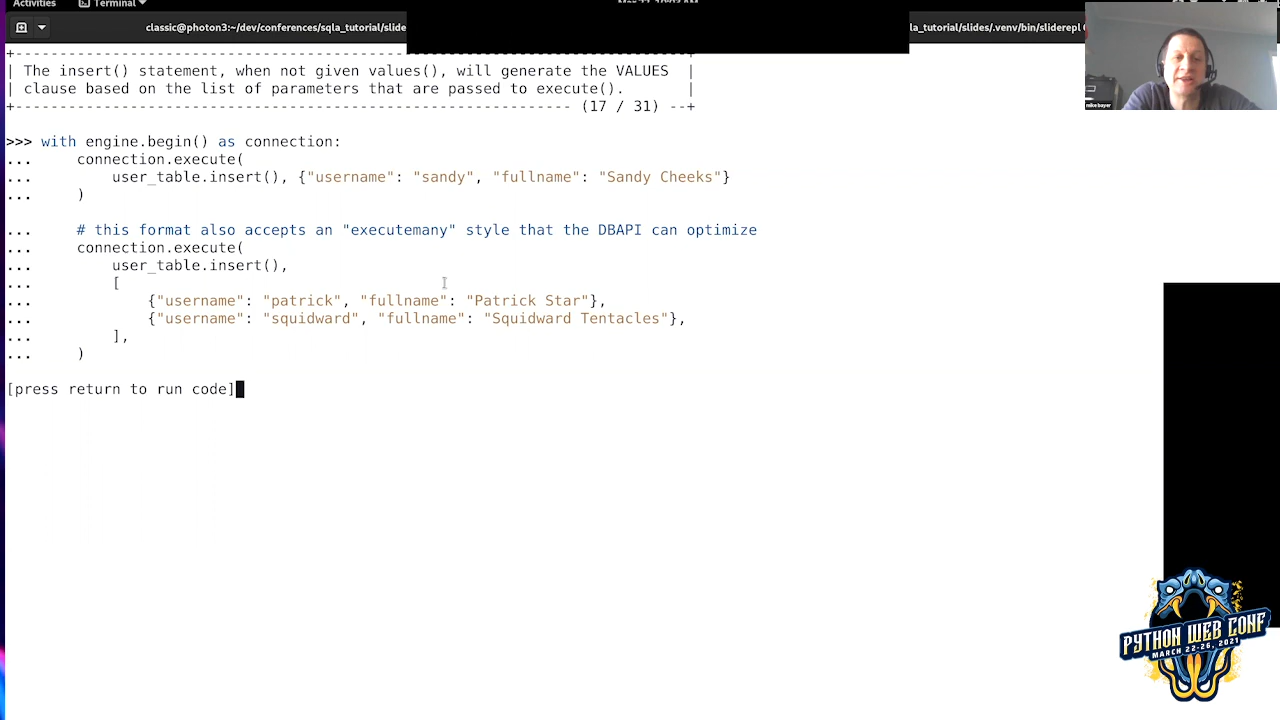 Activities
Terminal
classic@photon3:~/dev/conferences/sqla_tutorial/slide
la_tutorial/slides/.venv/bin/sliderepl
mike bayer
+---------------------------------------------------------------------------+
| The insert() statement, when not given values(), will generate the VALUES |
| clause based on the list of parameters that are passed to execute(). |
+--------------------------------------------------------------- (17 / 31) --+
>>> with engine.begin() as connection:
... connection.execute(
... user_table.insert(), {"username": "sandy", "fullname": "Sandy Cheeks"}
... )
... # this format also accepts an "executemany" style that the DBAPI can optimize
... connection.execute(
... user_table.insert(),
... [
... {"username": "patrick", "fullname": "Patrick Star"},
... {"username": "squidward", "fullname": "Squidward Tentacles"},
... ],
... )
[press return to run code]
PYTHON WEB CONF
MARCH 22-26, 2021